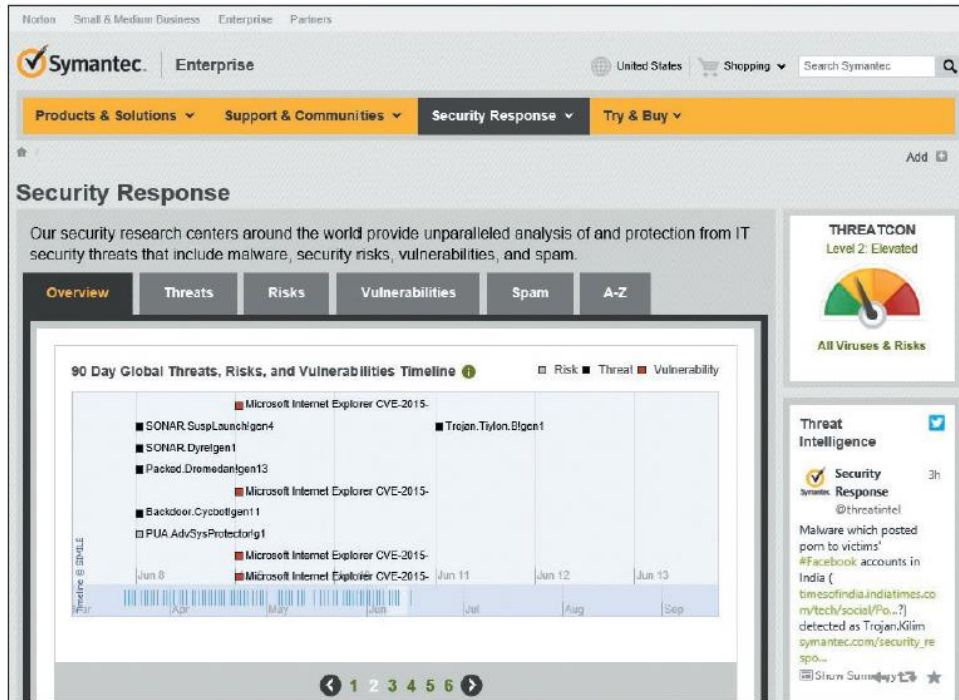 Norton Small & Medium Business Enterprise Partners
Symantec. Enterprise
United States Shopping Search Symantec
Products & Solutions Support & Communities Security Response Try & Buy
Add
Security Response
Our security research centers around the world provide unparalleled analysis of and protection from IT
security threats that include malware, security risks, vulnerabilities, and spam.
Overview Threats Risks Vulnerabilities Spam A-Z
90 Day Global Threats, Risks, and Vulnerabilities Timeline Risk Threat Vulnerability
Microsoft Internet Explorer CVE-2015-
SONAR.SuspLaunch!gen4 Trojan.Tiylon.B!gen1
SONAR.Dyre!gen1
Packed.Dromedan!gen13
Microsoft Internet Explorer CVE-2015-
Backdoor.Cycbot!gen11
PUA.AdvSysProtector!g1
Microsoft Internet Explorer CVE-2015-
Microsoft Internet Explorer CVE-2015-
Jun 8 Jun 11 Jun 12 Jun 13
Timeline © SIMILE
Mar Apr May Jun Jul Aug Sep
1 2 3 4 5 6
THREATCON
Level 2: Elevated
All Viruses & Risks
Threat
Intelligence
Security 3h
Symantec. Response
@threatintel
Malware which posted
porn to victims'
#Facebook accounts in
India (
timesofindia.indiatimes.co
m/tech/social/Po...?)
detected as Trojan.Kilim
symantec.com/security_re
spo...
Show Summary